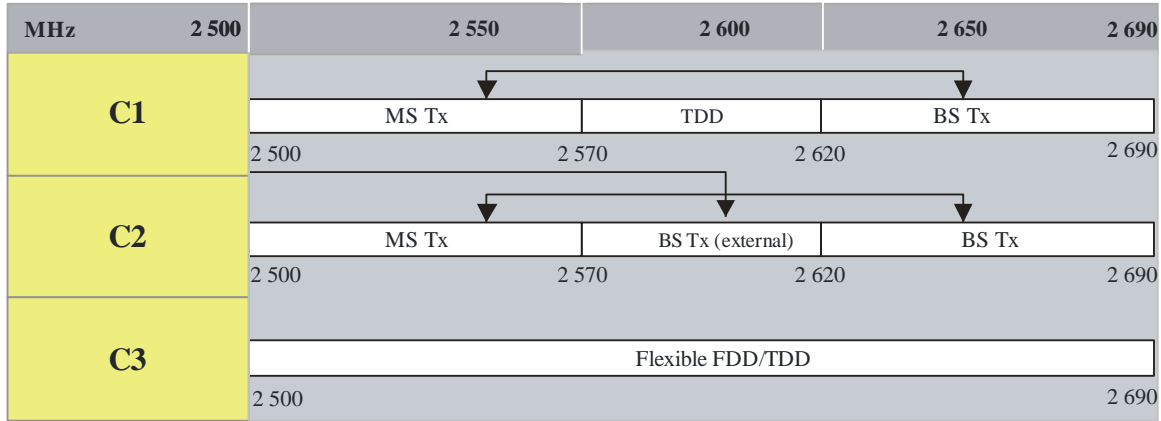 MHz 2 500 2 550 2 600 2 650 2 690
C1 MS Tx TDD BS Tx
2 500 2 570 2 620 2 690
C2 MS Tx BS Tx (external) BS Tx
2 500 2 570 2 620 2 690
C3 Flexible FDD/TDD
2 500 2 690